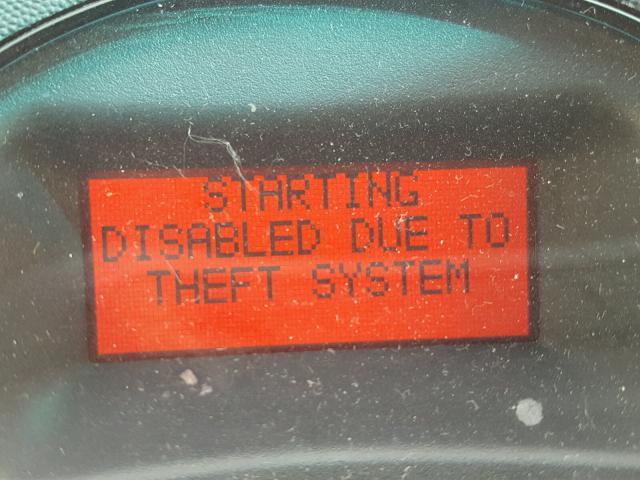 STARTING
DISABLED DUE TO
THEFT SYSTEM